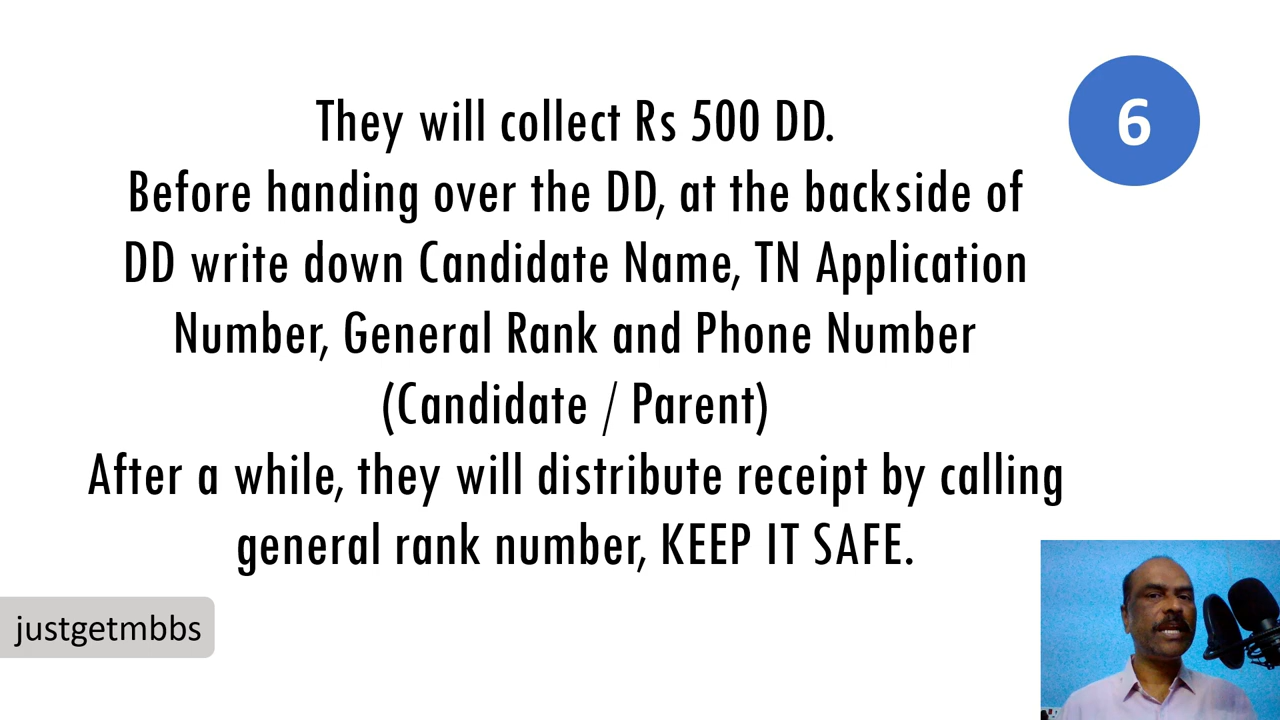 They will collect Rs 500 DD.
6
Before handing over the DD, at the backside of
DD write down Candidate Name, TN Application
Number, General Rank and Phone Number
(Candidate / Parent)
After a while, they will distribute receipt by calling
general rank number, KEEP IT SAFE.
justgetmbbs